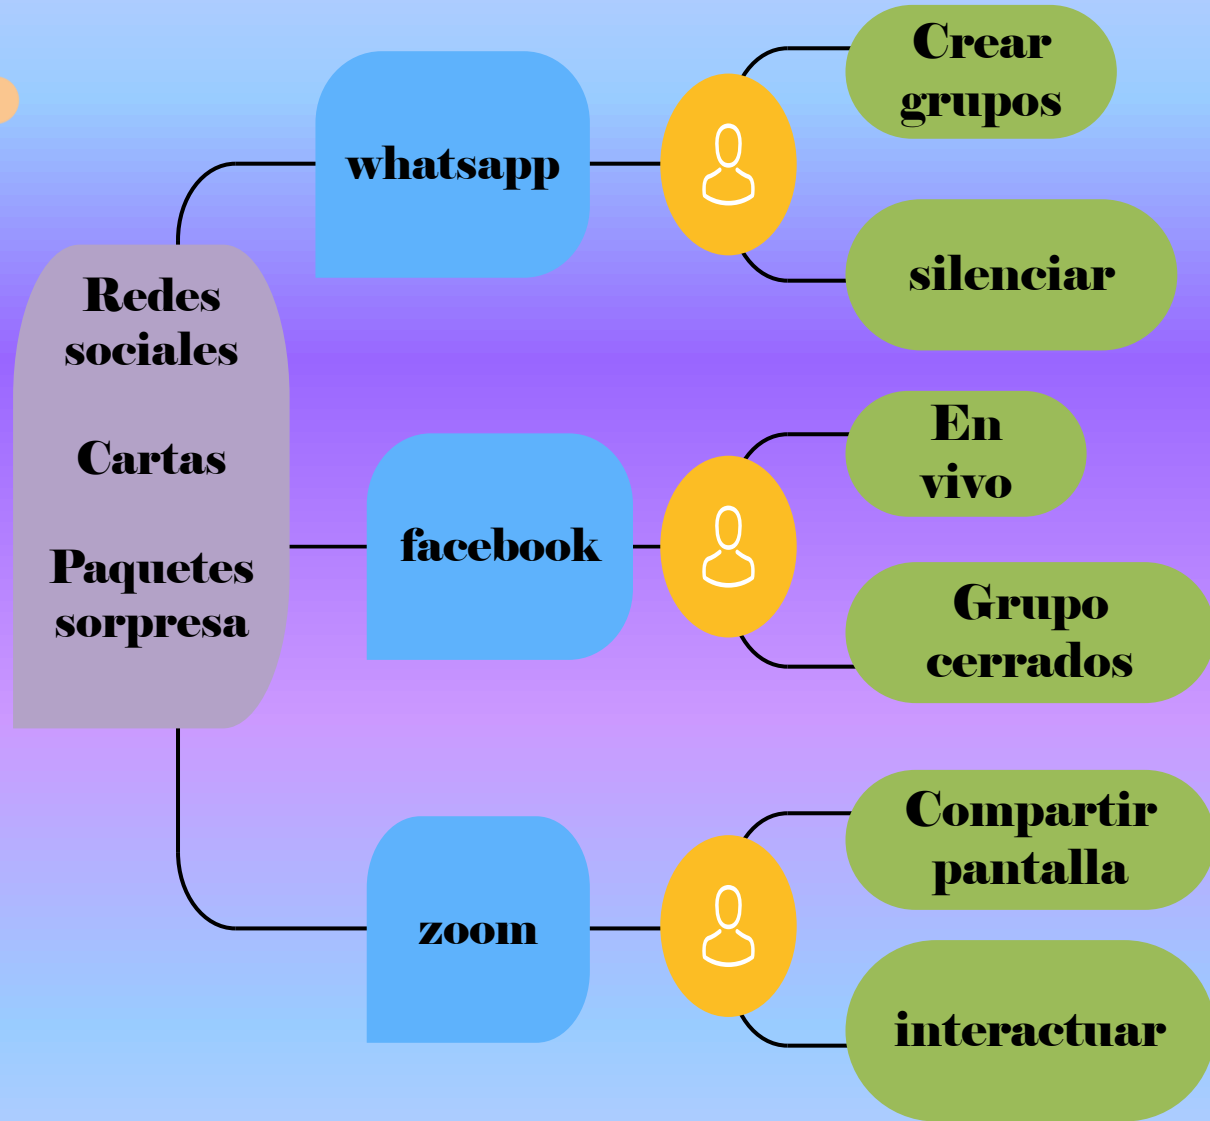 Redes
sociales
Cartas
Paquetes
sorpresa
whatsapp
Crear
grupos
silenciar
facebook
En
vivo
Grupo
cerrados
zoom
Compartir
pantalla
interactuar